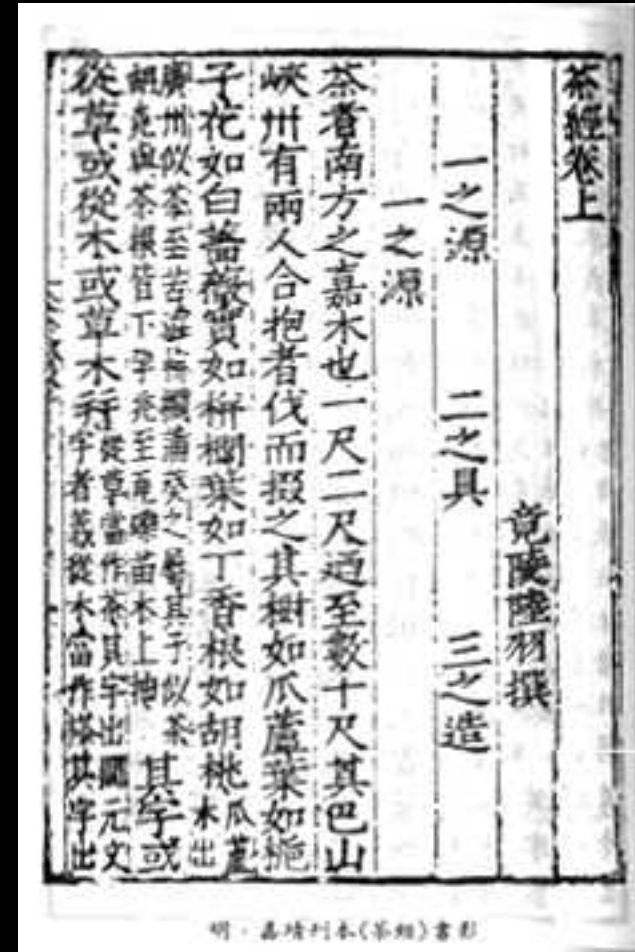 茶經卷上
竟陵陸羽撰
一之源 二之具 三之造
一之源
茶者南方之嘉木也一尺二尺廼至數十尺其巴山
峽川有兩人合抱者伐而掇之其樹如瓜蘆葉如梔
子花如白薔薇實如栟櫚葉如丁香根如胡桃瓜蘆木出
廣州似茶至苦澁栟櫚蒲葵之屬其子似茶胡桃與茶根皆下孕兆至瓦礫苗木上抽其字或
從草或從木或草木并從草當作茶其字出開元文字者義從木當作搽其字出
明·嘉靖刊本(茶經)書影